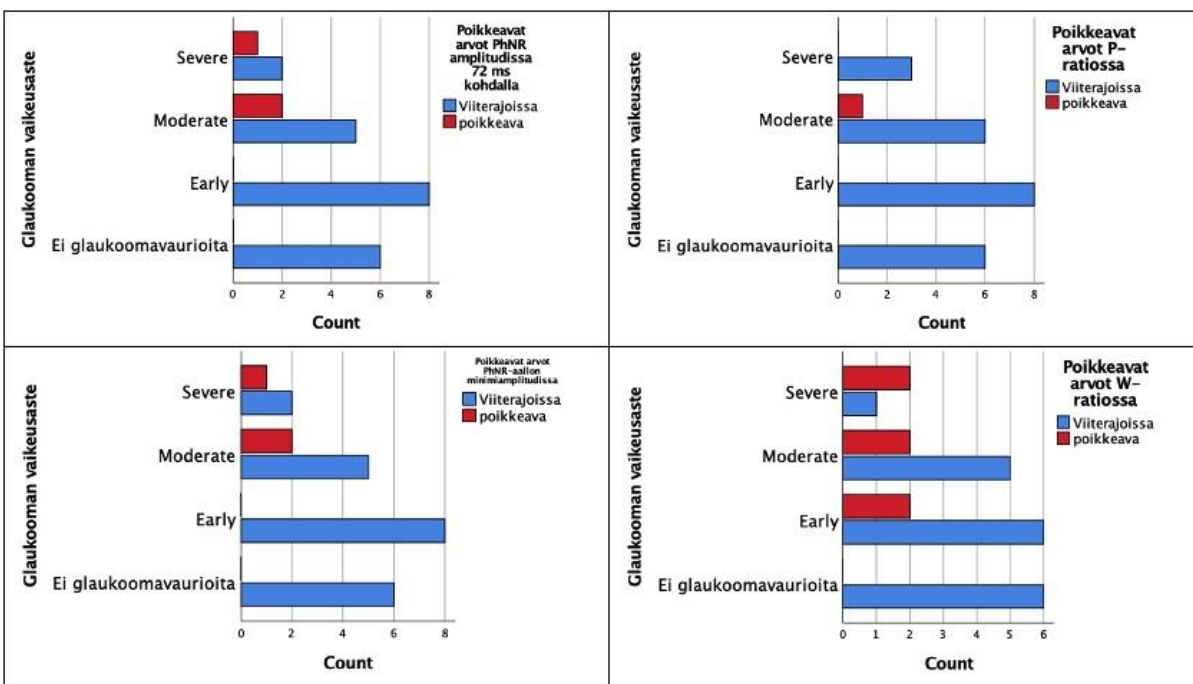 Glaukooman vaikeusaste
Severe
Moderate
Early
Ei glaukoomavaurioita
0 2 4 6 8
Count
Poikkeavat
arvot PhNR
amplitudissa
72 ms
kohdalla
Viiterajoissa
poikkeava
Glaukooman vaikeusaste
Severe
Moderate
Early
Ei glaukoomavaurioita
0 2 4 6 8
Count
Poikkeavat
arvot P-
ratiossa
Viiterajoissa
poikkeava
Glaukooman vaikeusaste
Severe
Moderate
Early
Ei glaukoomavaurioita
0 2 4 6 8
Count
Poikkeavat arvot
PhNR-aallon
minimiamplitudissa
Viiterajoissa
poikkeava
Glaukooman vaikeusaste
Severe
Moderate
Early
Ei glaukoomavaurioita
0 1 2 3 4 5 6
Count
Poikkeavat
arvot W-
ratiossa
Viiterajoissa
poikkeava